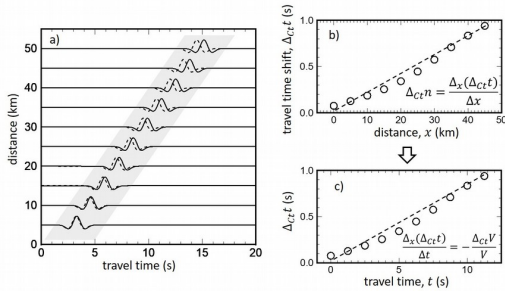 a)
50
40
30
20
10
0
distance (km)
0 5 10 15 20
travel time (s)
b)
travel time shift, Δ_Ct t (s)
1.0
0.5
0.0
Δ_Ct n = Δ_x(Δ_Ct t) / Δx
0 10 20 30 40 50
distance, x (km)
c)
Δ_Ct t (s)
1.0
0.5
0.0
Δ_x(Δ_Ct t) / Δt = − Δ_Ct V / V
0 5 10
travel time, t (s)